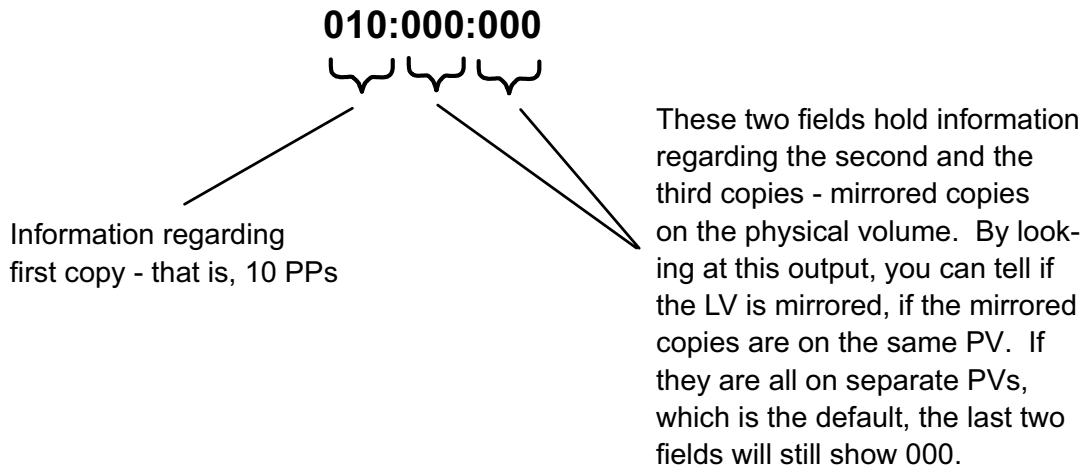 010:000:000
Information regarding
first copy - that is, 10 PPs
These two fields hold information
regarding the second and the
third copies - mirrored copies
on the physical volume.  By look-
ing at this output, you can tell if
the LV is mirrored, if the mirrored
copies are on the same PV.  If
they are all on separate PVs,
which is the default, the last two
fields will still show 000.